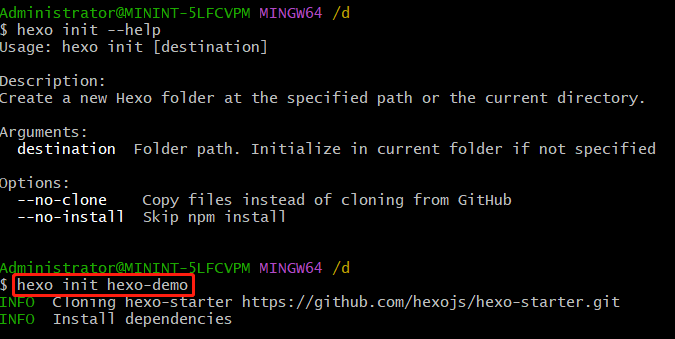 Administrator@MININT-5LFCVPM MINGW64 /d
$ hexo init --help
Usage: hexo init [destination]
Description:
Create a new Hexo folder at the specified path or the current directory.
Arguments:
destination  Folder path. Initialize in current folder if not specified
Options:
--no-clone    Copy files instead of cloning from GitHub
--no-install  Skip npm install
Administrator@MININT-5LFCVPM MINGW64 /d
$ hexo init hexo-demo
INFO  Cloning hexo-starter https://github.com/hexojs/hexo-starter.git
INFO  Install dependencies